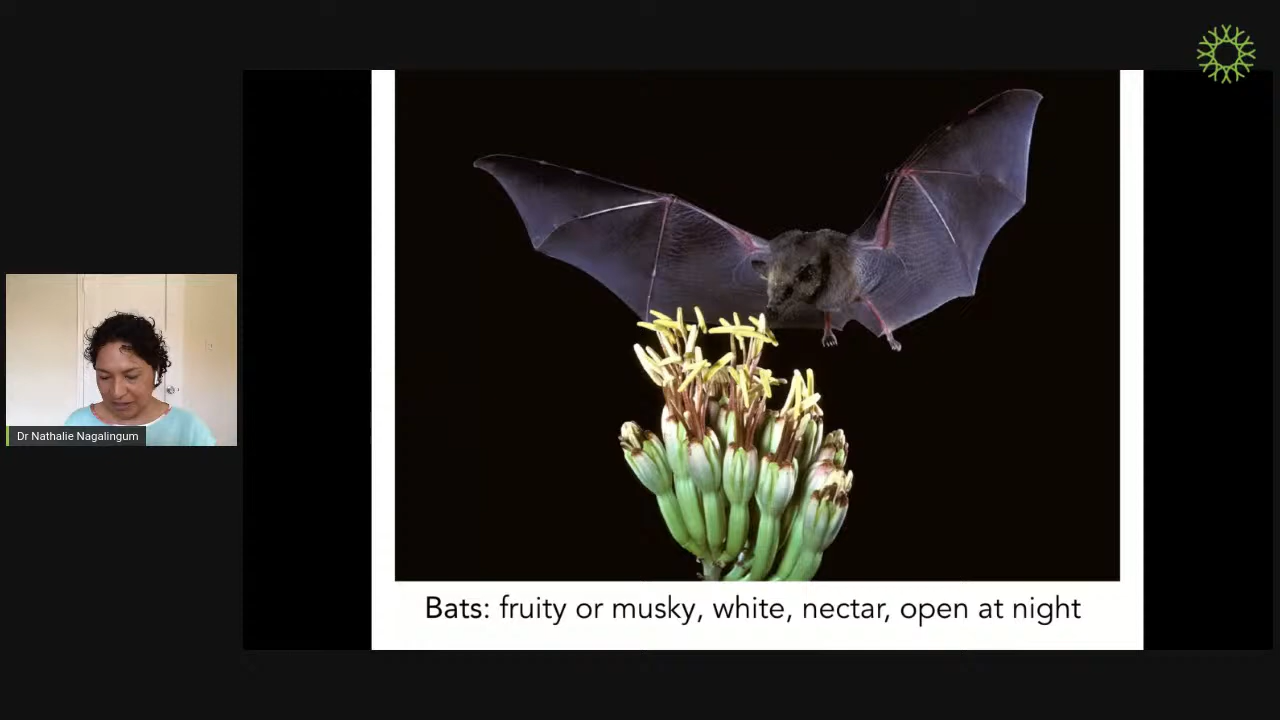 Dr Nathalie Nagalingum
Bats: fruity or musky, white, nectar, open at night